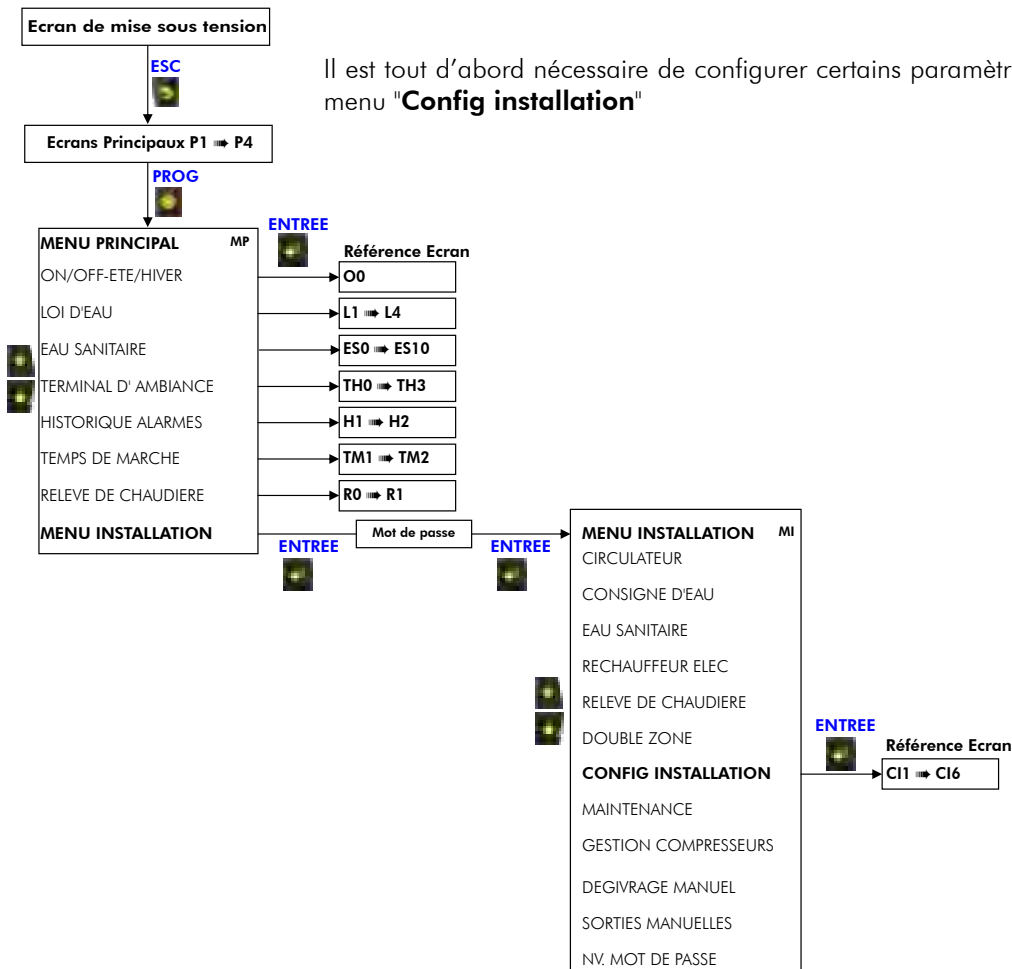 Ecran de mise sous tension
ESC
Il est tout d'abord nécessaire de configurer certains paramètr
menu "Config installation"
Ecrans Principaux P1 ➠ P4
PROG
ENTREE
MENU PRINCIPAL MP
Référence Ecran
ON/OFF-ETE/HIVER
O0
LOI D'EAU
L1 ➠ L4
EAU SANITAIRE
ES0 ➠ ES10
TERMINAL D' AMBIANCE
TH0 ➠ TH3
HISTORIQUE ALARMES
H1 ➠ H2
TEMPS DE MARCHE
TM1 ➠ TM2
RELEVE DE CHAUDIERE
R0 ➠ R1
MENU INSTALLATION
ENTREE
Mot de passe
ENTREE
MENU INSTALLATION MI
CIRCULATEUR
CONSIGNE D'EAU
EAU SANITAIRE
RECHAUFFEUR ELEC
RELEVE DE CHAUDIERE
DOUBLE ZONE
CONFIG INSTALLATION
ENTREE
Référence Ecran
CI1 ➠ CI6
MAINTENANCE
GESTION COMPRESSEURS
DEGIVRAGE MANUEL
SORTIES MANUELLES
NV. MOT DE PASSE